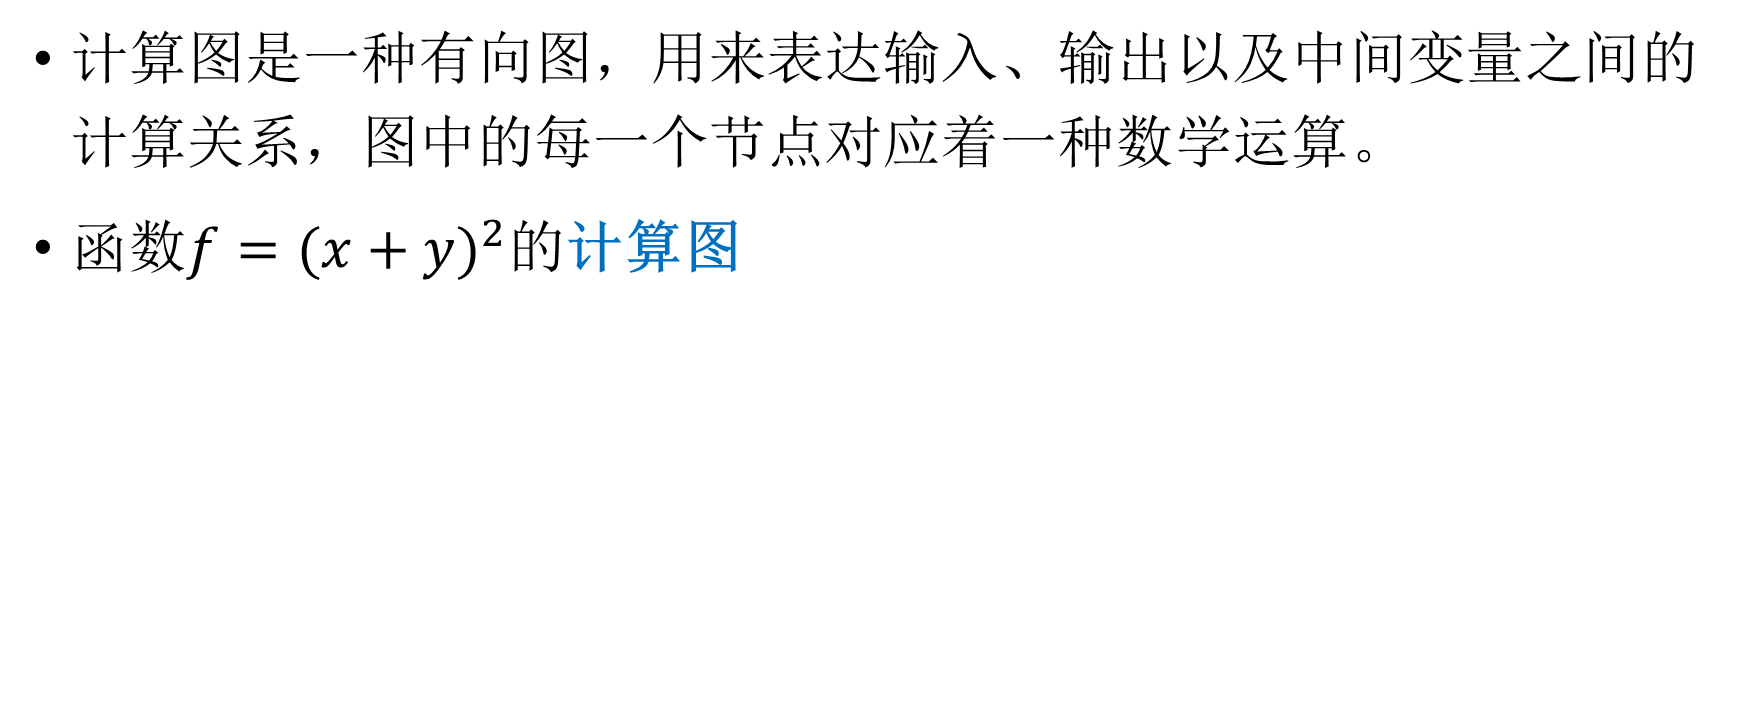 • 计算图是一种有向图，用来表达输入、输出以及中间变量之间的
计算关系，图中的每一个节点对应着一种数学运算。
• 函数f = (x + y)²的计算图